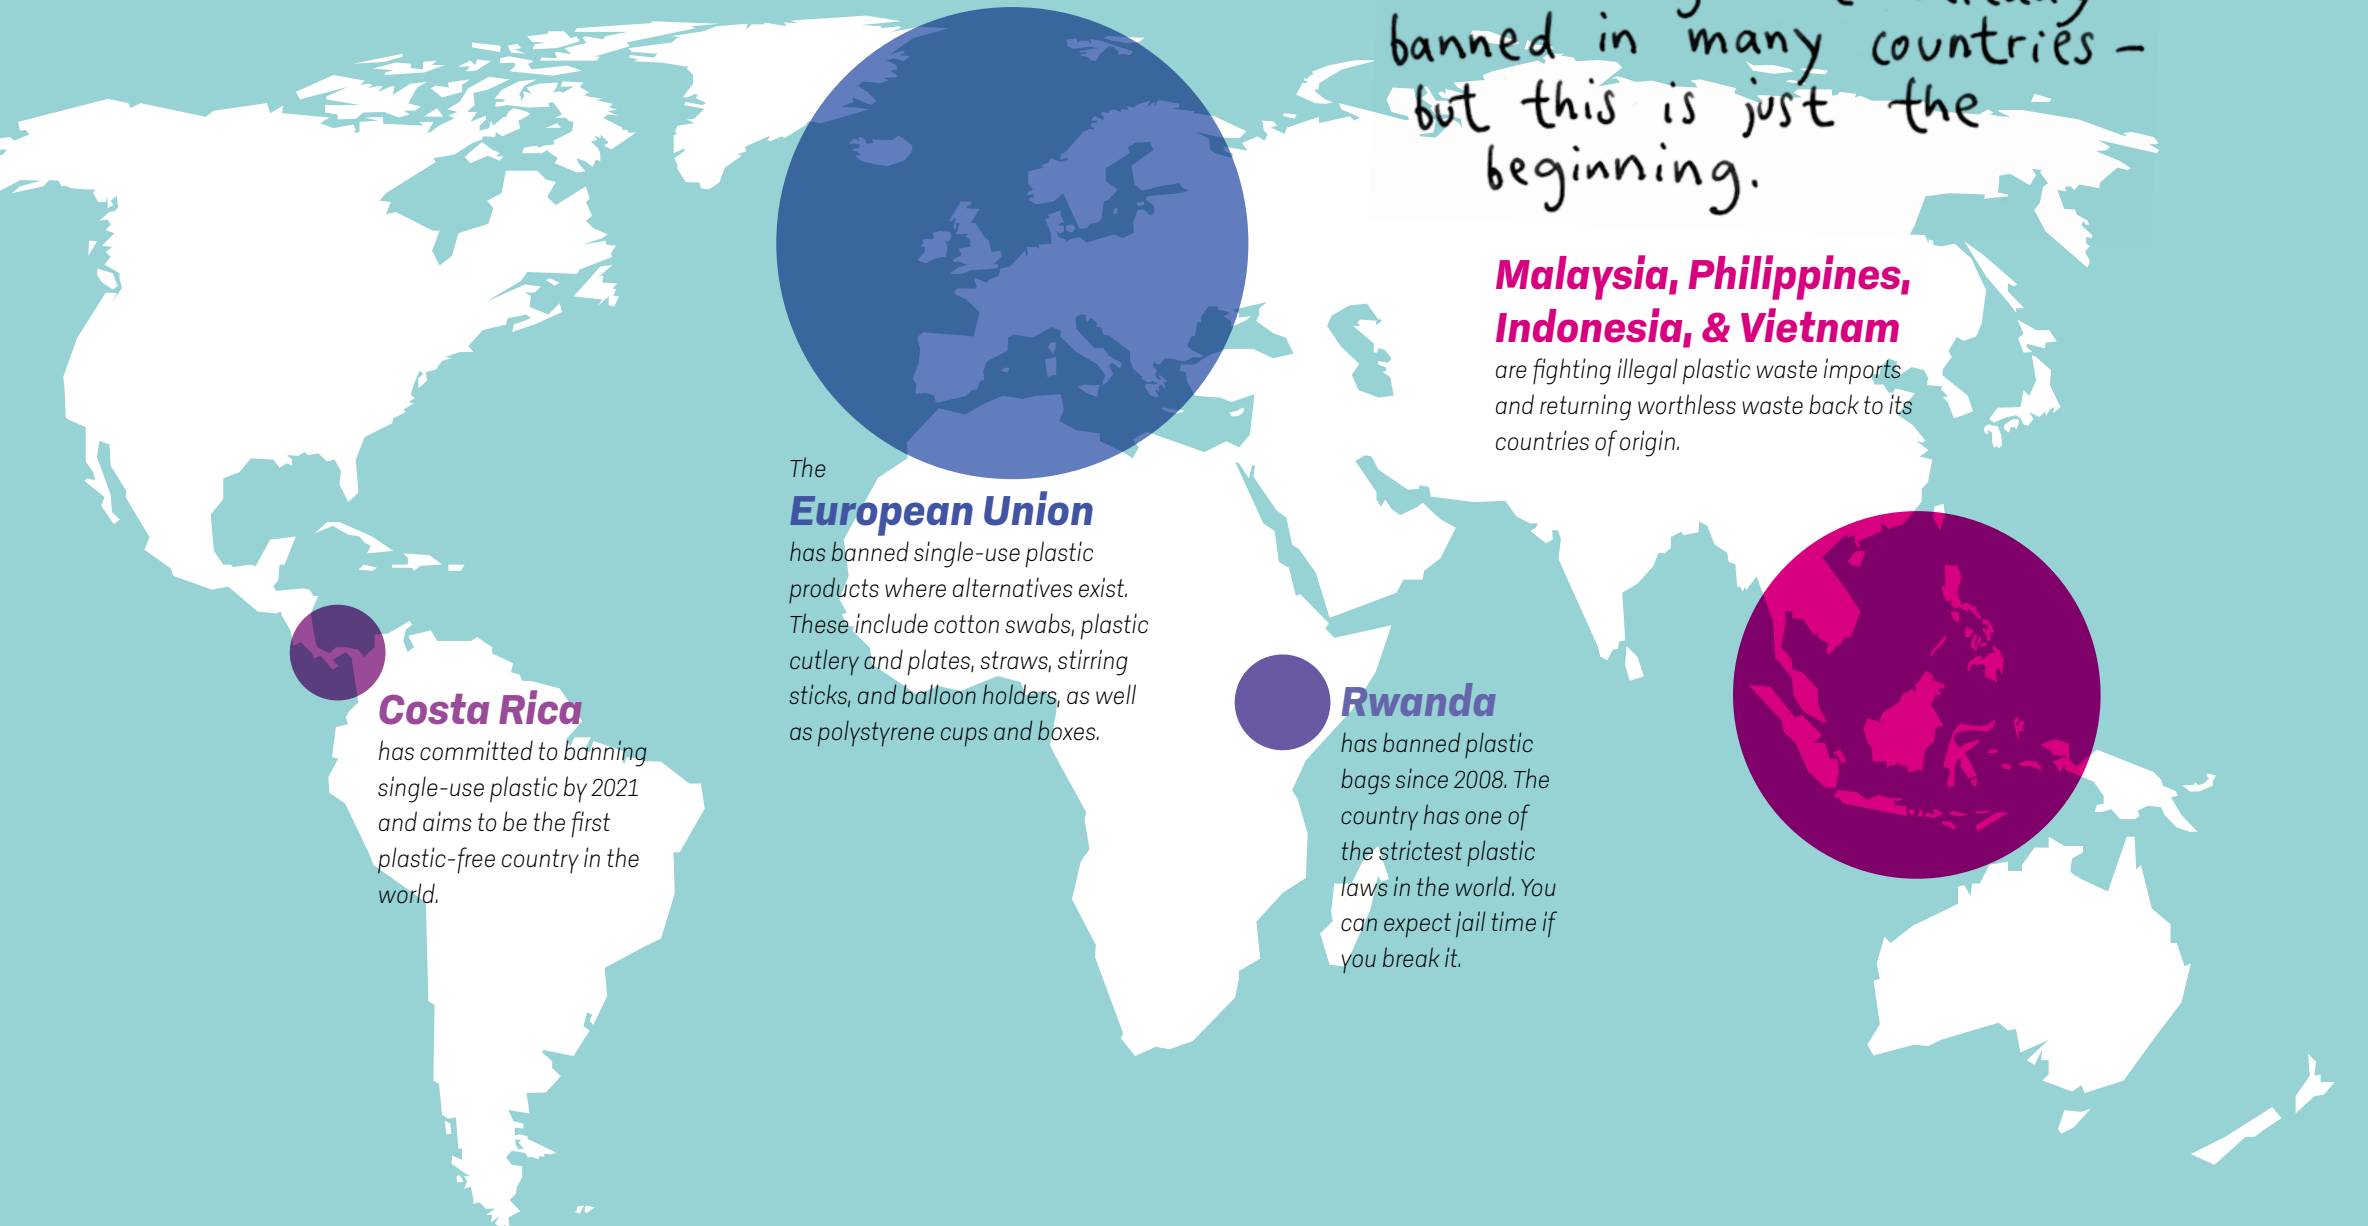 banned in many countries –
but this is just the
beginning.
Malaysia, Philippines,
Indonesia, & Vietnam
are fighting illegal plastic waste imports
and returning worthless waste back to its
countries of origin.
The
European Union
has banned single-use plastic
products where alternatives exist.
These include cotton swabs, plastic
cutlery and plates, straws, stirring
sticks, and balloon holders, as well
as polystyrene cups and boxes.
Costa Rica
has committed to banning
single-use plastic by 2021
and aims to be the first
plastic-free country in the
world.
Rwanda
has banned plastic
bags since 2008. The
country has one of
the strictest plastic
laws in the world. You
can expect jail time if
you break it.